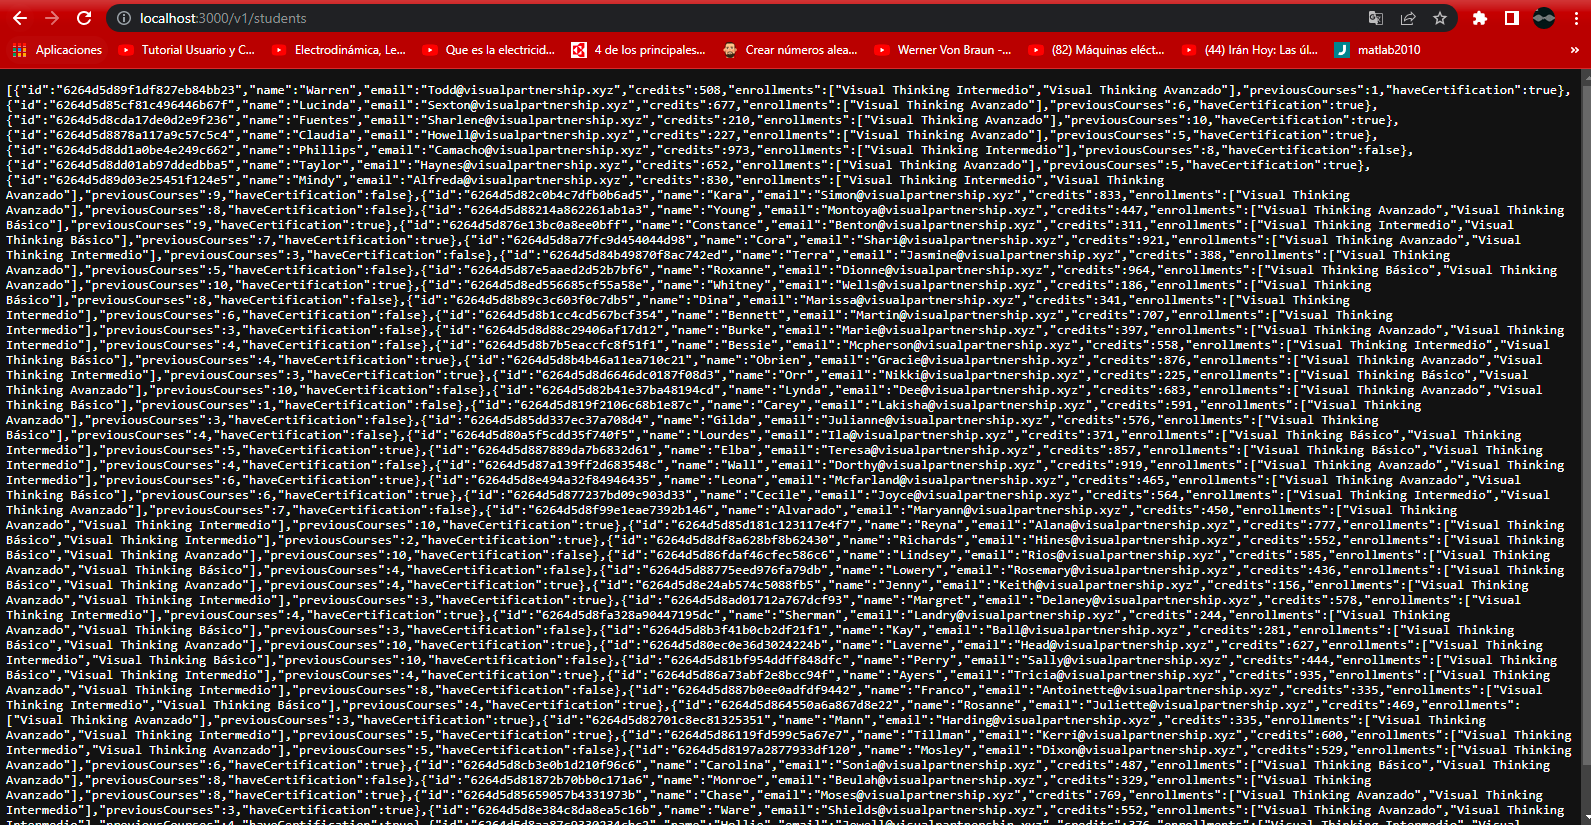 localhost:3000/v1/students
Aplicaciones
Tutorial Usuario y C...
Electrodinámica, Le...
Que es la electricid...
4 de los principales...
Crear números alea...
Werner Von Braun -...
(82) Máquinas eléct...
(44) Irán Hoy: Las úl...
matlab2010
»
[{"id":"6264d5d89f1df827eb84bb23","name":"Warren","email":"Todd@visualpartnership.xyz","credits":508,"enrollments":["Visual Thinking Intermedio","Visual Thinking Avanzado"],"previousCourses":1,"haveCertification":true},
{"id":"6264d5d85cf81c496446b67f","name":"Lucinda","email":"Sexton@visualpartnership.xyz","credits":677,"enrollments":["Visual Thinking Avanzado"],"previousCourses":6,"haveCertification":true},
{"id":"6264d5d8cda17de0d2e9f236","name":"Fuentes","email":"Sharlene@visualpartnership.xyz","credits":210,"enrollments":["Visual Thinking Avanzado"],"previousCourses":10,"haveCertification":true},
{"id":"6264d5d8878a117a9c57c5c4","name":"Claudia","email":"Howell@visualpartnership.xyz","credits":227,"enrollments":["Visual Thinking Avanzado"],"previousCourses":5,"haveCertification":true},
{"id":"6264d5d8dd1a0be4e249c662","name":"Phillips","email":"Camacho@visualpartnership.xyz","credits":973,"enrollments":["Visual Thinking Intermedio"],"previousCourses":8,"haveCertification":false},
{"id":"6264d5d8dd01ab97ddedbba5","name":"Taylor","email":"Haynes@visualpartnership.xyz","credits":652,"enrollments":["Visual Thinking Avanzado"],"previousCourses":5,"haveCertification":true},
{"id":"6264d5d89d03e25451f124e5","name":"Mindy","email":"Alfreda@visualpartnership.xyz","credits":830,"enrollments":["Visual Thinking Intermedio","Visual Thinking
Avanzado"],"previousCourses":9,"haveCertification":false},{"id":"6264d5d82c0b4c7dfb0b6ad5","name":"Kara","email":"Simon@visualpartnership.xyz","credits":833,"enrollments":["Visual Thinking
Avanzado"],"previousCourses":8,"haveCertification":false},{"id":"6264d5d88214a862261ab1a3","name":"Young","email":"Montoya@visualpartnership.xyz","credits":447,"enrollments":["Visual Thinking Avanzado","Visual Thinking
Básico"],"previousCourses":9,"haveCertification":true},{"id":"6264d5d876e13bc0a8ee0bff","name":"Constance","email":"Benton@visualpartnership.xyz","credits":311,"enrollments":["Visual Thinking Intermedio","Visual
Thinking Básico"],"previousCourses":7,"haveCertification":true},{"id":"6264d5d8a77fc9d454044d98","name":"Cora","email":"Shari@visualpartnership.xyz","credits":921,"enrollments":["Visual Thinking Avanzado","Visual
Thinking Intermedio"],"previousCourses":3,"haveCertification":false},{"id":"6264d5d84b49870f8ac742ed","name":"Terra","email":"Jasmine@visualpartnership.xyz","credits":388,"enrollments":["Visual Thinking
Avanzado"],"previousCourses":5,"haveCertification":false},{"id":"6264d5d87e5aaed2d52b7bf6","name":"Roxanne","email":"Dionne@visualpartnership.xyz","credits":964,"enrollments":["Visual Thinking Básico","Visual Thinking
Avanzado"],"previousCourses":10,"haveCertification":true},{"id":"6264d5d8ed556685cf55a58e","name":"Whitney","email":"Wells@visualpartnership.xyz","credits":186,"enrollments":["Visual Thinking
Básico"],"previousCourses":8,"haveCertification":false},{"id":"6264d5d8b89c3c603f0c7db5","name":"Dina","email":"Marissa@visualpartnership.xyz","credits":341,"enrollments":["Visual Thinking
Intermedio"],"previousCourses":6,"haveCertification":false},{"id":"6264d5d8b1cc4cd567bcf354","name":"Bennett","email":"Martin@visualpartnership.xyz","credits":707,"enrollments":["Visual Thinking
Avanzado"],"previousCourses":3,"haveCertification":false},{"id":"6264d5d8d88c29406af17d12","name":"Burke","email":"Marie@visualpartnership.xyz","credits":397,"enrollments":["Visual Thinking Avanzado","Visual Thinking
Intermedio"],"previousCourses":4,"haveCertification":false},{"id":"6264d5d8b7b5eaccfc8f51f1","name":"Bessie","email":"Mcpherson@visualpartnership.xyz","credits":558,"enrollments":["Visual Thinking Intermedio","Visual
Thinking Básico"],"previousCourses":4,"haveCertification":true},{"id":"6264d5d8b4b46a11ea710c21","name":"Obrien","email":"Gracie@visualpartnership.xyz","credits":876,"enrollments":["Visual Thinking Avanzado","Visual
Thinking Intermedio"],"previousCourses":3,"haveCertification":true},{"id":"6264d5d8d6646dc0187f08d3","name":"Orr","email":"Nikki@visualpartnership.xyz","credits":225,"enrollments":["Visual Thinking Básico","Visual
Thinking Avanzado"],"previousCourses":10,"haveCertification":false},{"id":"6264d5d82b41e37ba48194cd","name":"Lynda","email":"Dee@visualpartnership.xyz","credits":683,"enrollments":["Visual Thinking Avanzado","Visual
Thinking Básico"],"previousCourses":1,"haveCertification":false},{"id":"6264d5d819f2106c68b1e87c","name":"Carey","email":"Lakisha@visualpartnership.xyz","credits":591,"enrollments":["Visual Thinking
Avanzado"],"previousCourses":3,"haveCertification":false},{"id":"6264d5d85dd337ec37a708d4","name":"Gilda","email":"Julianne@visualpartnership.xyz","credits":576,"enrollments":["Visual Thinking
Básico"],"previousCourses":4,"haveCertification":false},{"id":"6264d5d80a5f5cdd35f740f5","name":"Lourdes","email":"Ila@visualpartnership.xyz","credits":371,"enrollments":["Visual Thinking Básico","Visual Thinking
Intermedio"],"previousCourses":5,"haveCertification":true},{"id":"6264d5d887889da7b6832d61","name":"Elba","email":"Teresa@visualpartnership.xyz","credits":857,"enrollments":["Visual Thinking Básico","Visual Thinking
Avanzado"],"previousCourses":4,"haveCertification":false},{"id":"6264d5d87a139ff2d683548c","name":"Wall","email":"Dorthy@visualpartnership.xyz","credits":919,"enrollments":["Visual Thinking Avanzado","Visual Thinking
Intermedio"],"previousCourses":6,"haveCertification":true},{"id":"6264d5d8e494a32f84946435","name":"Leona","email":"Mcfarland@visualpartnership.xyz","credits":465,"enrollments":["Visual Thinking Avanzado","Visual
Thinking Básico"],"previousCourses":6,"haveCertification":true},{"id":"6264d5d877237bd09c903d33","name":"Cecile","email":"Joyce@visualpartnership.xyz","credits":564,"enrollments":["Visual Thinking Intermedio","Visual
Thinking Avanzado"],"previousCourses":7,"haveCertification":false},{"id":"6264d5d8f99e1eae7392b146","name":"Alvarado","email":"Maryann@visualpartnership.xyz","credits":450,"enrollments":["Visual Thinking
Avanzado","Visual Thinking Intermedio"],"previousCourses":10,"haveCertification":true},{"id":"6264d5d85d181c123117e4f7","name":"Reyna","email":"Alana@visualpartnership.xyz","credits":777,"enrollments":["Visual Thinking
Básico","Visual Thinking Intermedio"],"previousCourses":2,"haveCertification":true},{"id":"6264d5d8df8a628bf8b62430","name":"Richards","email":"Hines@visualpartnership.xyz","credits":552,"enrollments":["Visual Thinking
Básico","Visual Thinking Avanzado"],"previousCourses":10,"haveCertification":false},{"id":"6264d5d86fdaf46cfec586c6","name":"Lindsey","email":"Rios@visualpartnership.xyz","credits":585,"enrollments":["Visual Thinking
Avanzado","Visual Thinking Básico"],"previousCourses":4,"haveCertification":false},{"id":"6264d5d88775eed976fa79db","name":"Lowery","email":"Rosemary@visualpartnership.xyz","credits":436,"enrollments":["Visual Thinking
Básico","Visual Thinking Avanzado"],"previousCourses":4,"haveCertification":true},{"id":"6264d5d8e24ab574c5088fb5","name":"Jenny","email":"Keith@visualpartnership.xyz","credits":156,"enrollments":["Visual Thinking
Avanzado","Visual Thinking Intermedio"],"previousCourses":3,"haveCertification":true},{"id":"6264d5d8ad01712a767dcf93","name":"Margret","email":"Delaney@visualpartnership.xyz","credits":578,"enrollments":["Visual
Thinking Intermedio"],"previousCourses":4,"haveCertification":true},{"id":"6264d5d8fa328a90447195dc","name":"Sherman","email":"Landry@visualpartnership.xyz","credits":244,"enrollments":["Visual Thinking
Avanzado","Visual Thinking Básico"],"previousCourses":3,"haveCertification":false},{"id":"6264d5d8b3f41b0cb2df21f1","name":"Kay","email":"Ball@visualpartnership.xyz","credits":281,"enrollments":["Visual Thinking
Básico","Visual Thinking Avanzado"],"previousCourses":10,"haveCertification":true},{"id":"6264d5d80ec0e36d3024224b","name":"Laverne","email":"Head@visualpartnership.xyz","credits":627,"enrollments":["Visual Thinking
Intermedio","Visual Thinking Básico"],"previousCourses":10,"haveCertification":false},{"id":"6264d5d81bf954ddff848dfc","name":"Perry","email":"Sally@visualpartnership.xyz","credits":444,"enrollments":["Visual Thinking
Básico","Visual Thinking Intermedio"],"previousCourses":4,"haveCertification":true},{"id":"6264d5d86a73abf2e8bcc94f","name":"Ayers","email":"Tricia@visualpartnership.xyz","credits":935,"enrollments":["Visual Thinking
Avanzado","Visual Thinking Intermedio"],"previousCourses":8,"haveCertification":false},{"id":"6264d5d887b0ee0adfdf9442","name":"Franco","email":"Antoinette@visualpartnership.xyz","credits":335,"enrollments":["Visual
Thinking Intermedio","Visual Thinking Básico"],"previousCourses":4,"haveCertification":true},{"id":"6264d5d864550a6a867d8e22","name":"Rosanne","email":"Juliette@visualpartnership.xyz","credits":469,"enrollments":
["Visual Thinking Avanzado"],"previousCourses":3,"haveCertification":true},{"id":"6264d5d82701c8ec81325351","name":"Mann","email":"Harding@visualpartnership.xyz","credits":335,"enrollments":["Visual Thinking
Avanzado","Visual Thinking Intermedio"],"previousCourses":5,"haveCertification":true},{"id":"6264d5d86119fd599c5a67e7","name":"Tillman","email":"Kerri@visualpartnership.xyz","credits":600,"enrollments":["Visual Thinking
Intermedio","Visual Thinking Avanzado"],"previousCourses":5,"haveCertification":false},{"id":"6264d5d8197a2877933df120","name":"Mosley","email":"Dixon@visualpartnership.xyz","credits":529,"enrollments":["Visual Thinking
Avanzado"],"previousCourses":6,"haveCertification":true},{"id":"6264d5d8cb3e0b1d210f96c6","name":"Carolina","email":"Sonia@visualpartnership.xyz","credits":487,"enrollments":["Visual Thinking Básico","Visual Thinking
Avanzado"],"previousCourses":8,"haveCertification":false},{"id":"6264d5d81872b70bb0c171a6","name":"Monroe","email":"Beulah@visualpartnership.xyz","credits":329,"enrollments":["Visual Thinking
Avanzado"],"previousCourses":8,"haveCertification":true},{"id":"6264d5d85659057b4331973b","name":"Chase","email":"Moses@visualpartnership.xyz","credits":769,"enrollments":["Visual Thinking Avanzado","Visual Thinking
Intermedio"],"previousCourses":3,"haveCertification":true},{"id":"6264d5d8e384c8da8ea5c16b","name":"Ware","email":"Shields@visualpartnership.xyz","credits":552,"enrollments":["Visual Thinking Avanzado","Visual Thinking